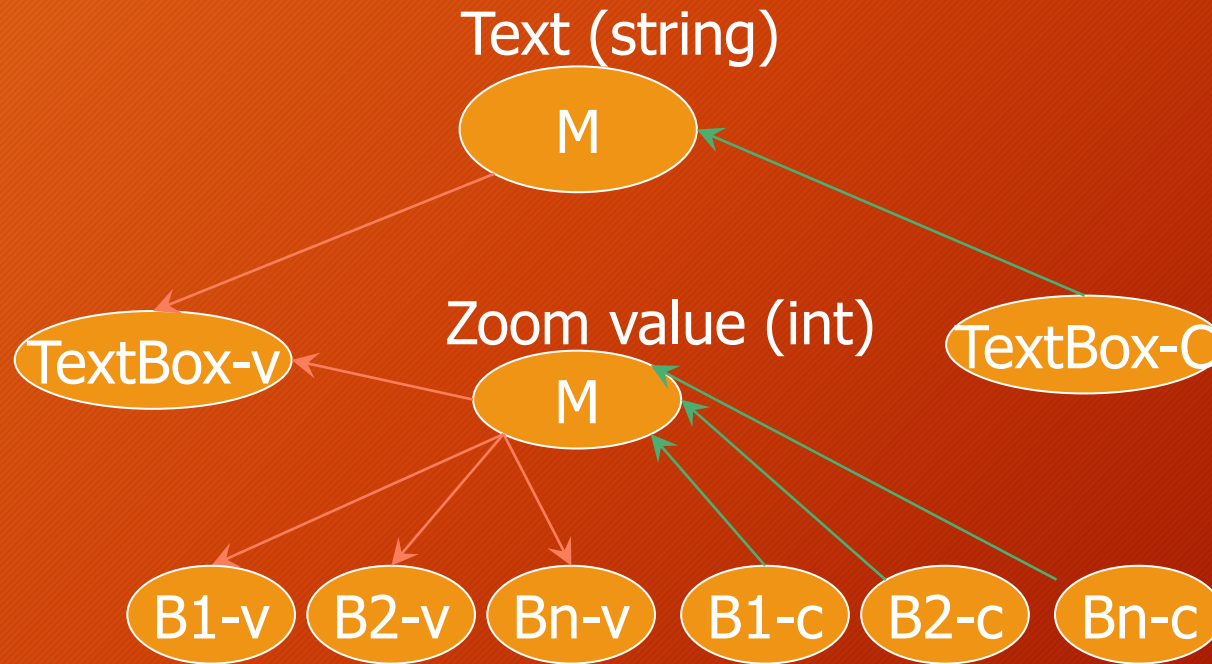 Text (string)
M
Zoom value (int)
TextBox-v
TextBox-C
M
B1-v
B2-v
Bn-v
B1-c
B2-c
Bn-c